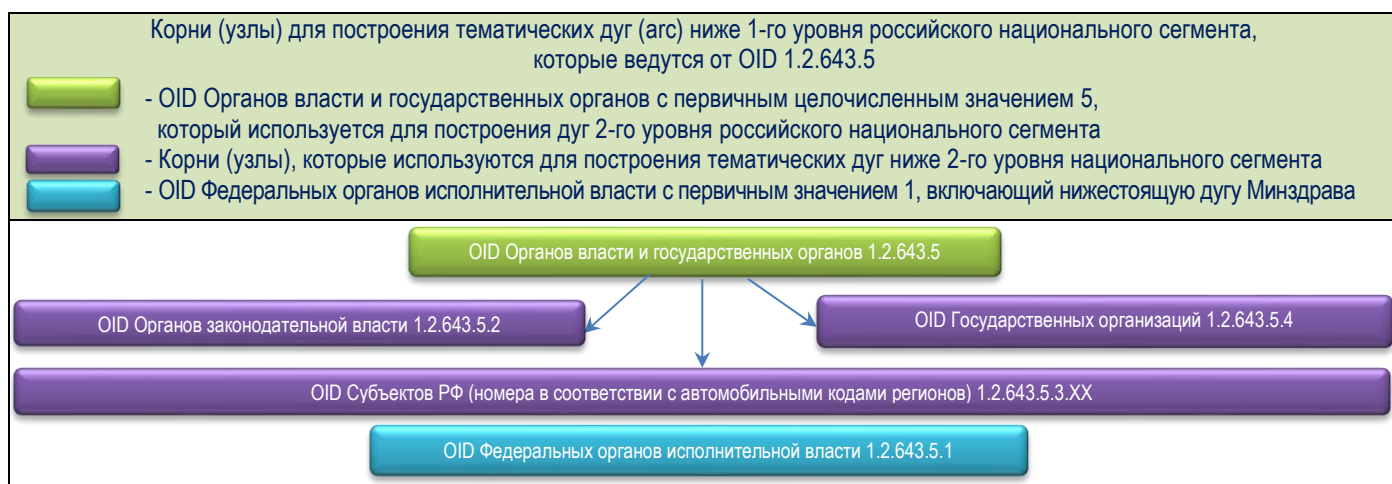 Корни (узлы) для построения тематических дуг (arc) ниже 1-го уровня российского национального сегмента,
которые ведутся от OID 1.2.643.5
- OID Органов власти и государственных органов с первичным целочисленным значением 5,
который используется для построения дуг 2-го уровня российского национального сегмента
- Корни (узлы), которые используются для построения тематических дуг ниже 2-го уровня национального сегмента
- OID Федеральных органов исполнительной власти с первичным значением 1, включающий нижестоящую дугу Минздрава
OID Органов власти и государственных органов 1.2.643.5
OID Органов законодательной власти 1.2.643.5.2
OID Государственных организаций 1.2.643.5.4
OID Субъектов РФ (номера в соответствии с автомобильными кодами регионов) 1.2.643.5.3.XX
OID Федеральных органов исполнительной власти 1.2.643.5.1